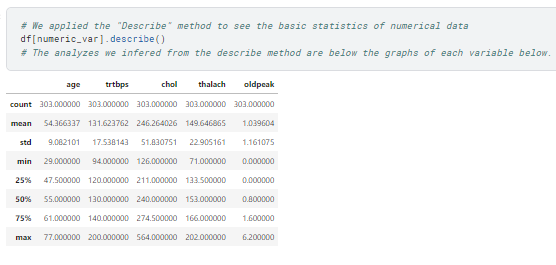 # We applied the "Describe" method to see the basic statistics of numerical data
df[numeric_var].describe()
# The analyzes we infered from the describe method are below the graphs of each variable below.
age trtbps chol thalach oldpeak
count 303.000000 303.000000 303.000000 303.000000 303.000000
mean 54.366337 131.623762 246.264026 149.646865 1.039604
std 9.082101 17.538143 51.830751 22.905161 1.161075
min 29.000000 94.000000 126.000000 71.000000 0.000000
25% 47.500000 120.000000 211.000000 133.500000 0.000000
50% 55.000000 130.000000 240.000000 153.000000 0.800000
75% 61.000000 140.000000 274.500000 166.000000 1.600000
max 77.000000 200.000000 564.000000 202.000000 6.200000